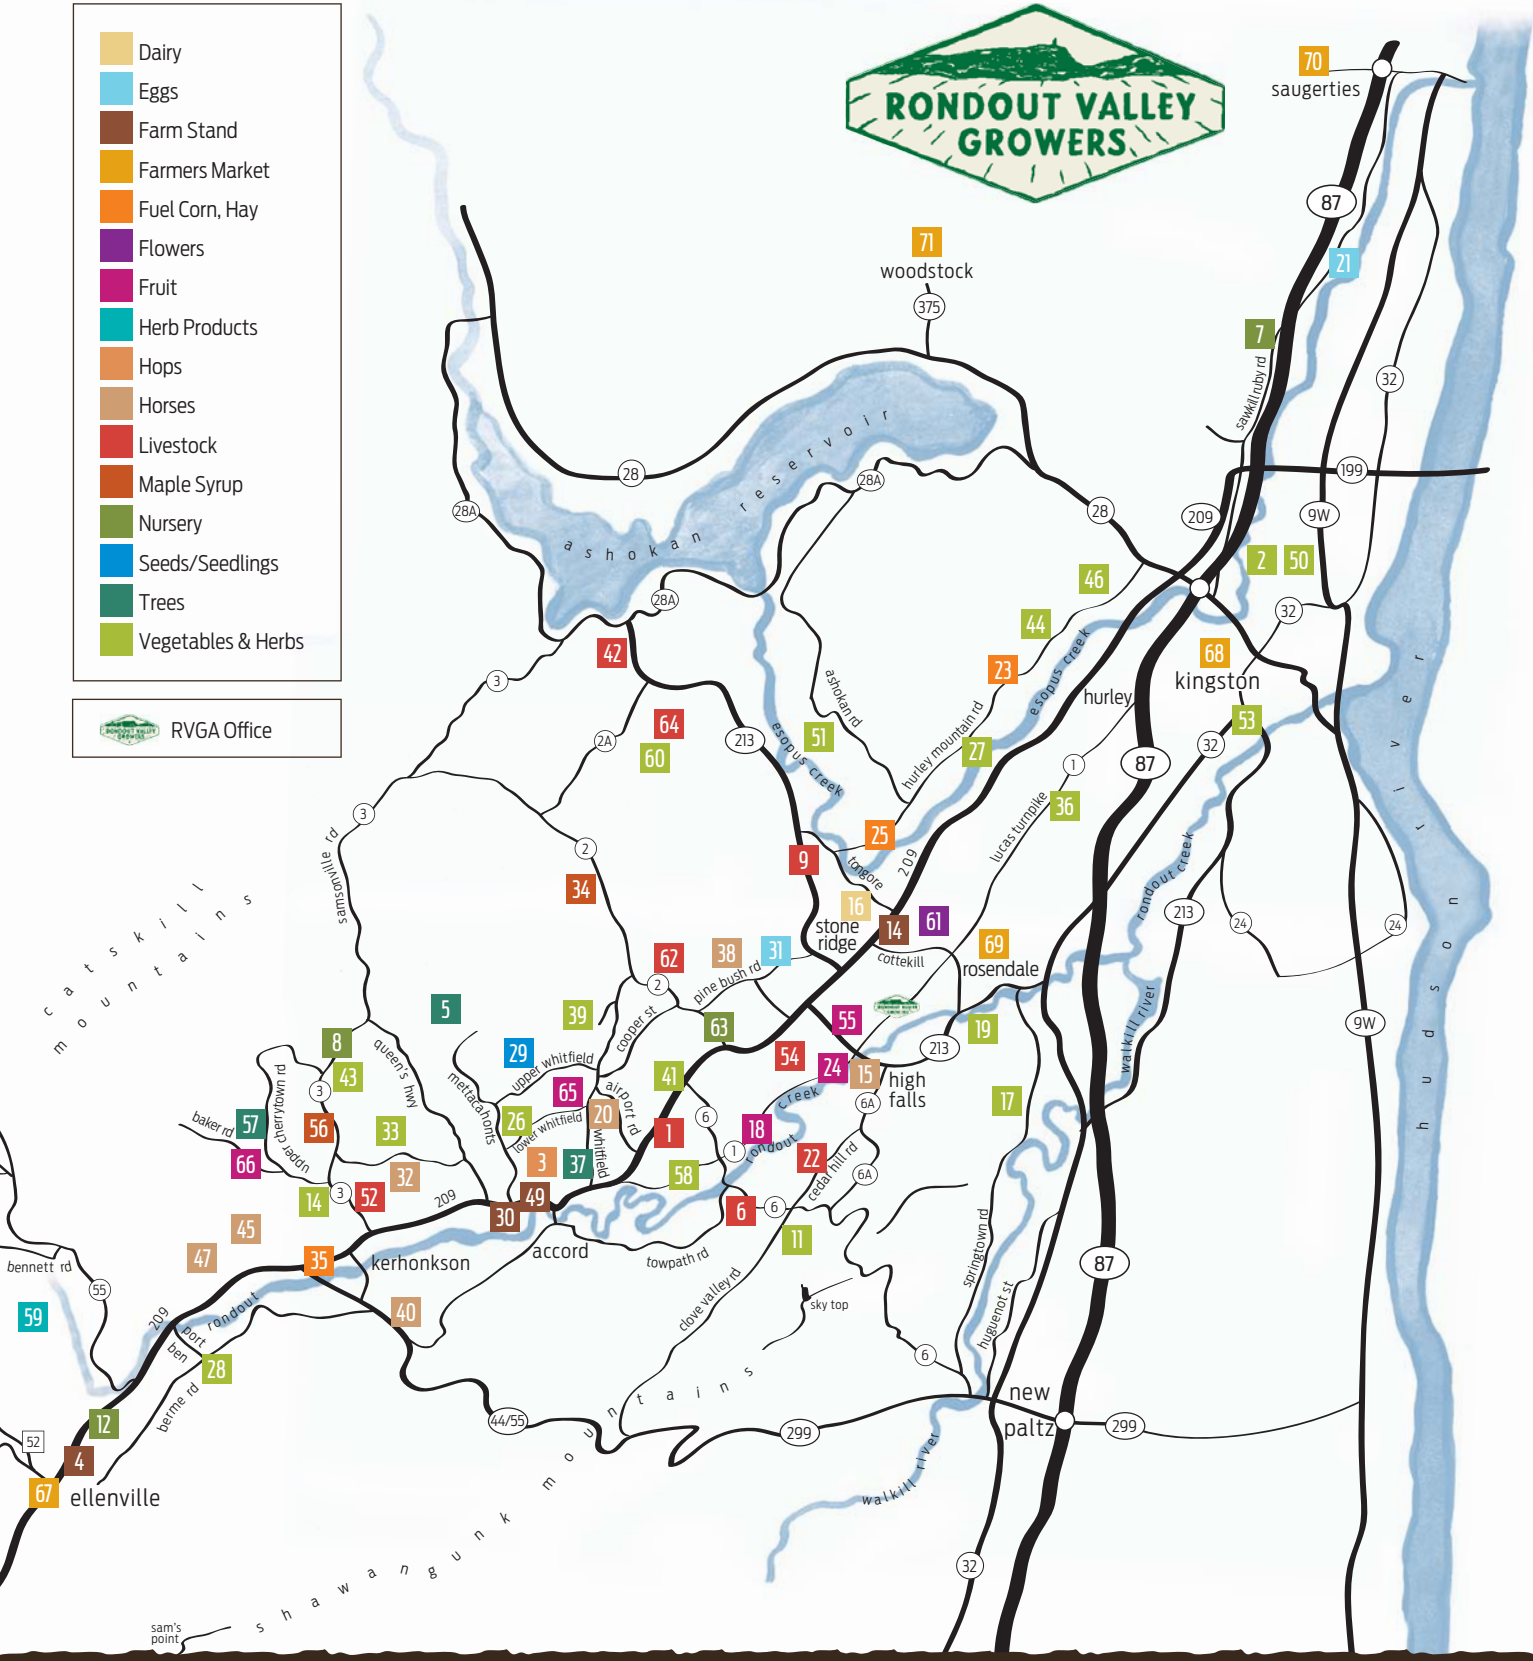 Dairy
Eggs
Farm Stand
Farmers Market
Fuel Corn, Hay
Flowers
Fruit
Herb Products
Hops
Horses
Livestock
Maple Syrup
Nursery
Seeds/Seedlings
Trees
Vegetables & Herbs
RONDOUT VALLEY
GROWERS
RVGA Office
RONDOUT VALLEY
GROWERS
70
saugerties
87
71
woodstock
375
21
7
sawkill ruby rd
32
199
28
28A
28A
28
209
9W
ashokan reservoir
2
50
46
28A
44
32
42
68
kingston
23
3
esopus creek
hurley
ashokan rd
64
60
2A
213
51
esopus creek
hurley mountain rd
27
53
32
87
1
36
lucas turnpike
3
samsonville rd
2
25
tongore
209
9
34
16
stone
ridge
14
61
69
rosendale
cottekill
rondout creek
213
24
24
hudson river
catskill
mountains
62
38
31
pine bush rd
2
5
39
cooper st
63
55
19
213
walkill river
9W
8
43
queen's hwy
29
upper whitfield
54
24
15
high
falls
3
upper cherrytown rd
mettacahonts
65
41
airport rd
creek
6A
17
baker rd
57
56
33
26
lower whitfield
20
whitfield
1
6
18
rondout
1
66
32
3
37
58
22
cedar hill rd
6A
14
3
52
209
49
30
6
6
11
45
47
35
kerhonkson
accord
towpath rd
springtown rd
87
bennett rd
55
59
209
port
ben
rondout
40
clove valley rd
sky top
huguenot st
28
berme rd
6
12
44/55
299
new
paltz
299
52
4
67
ellenville
walkill river
shawangunk mountains
32
sam's
point